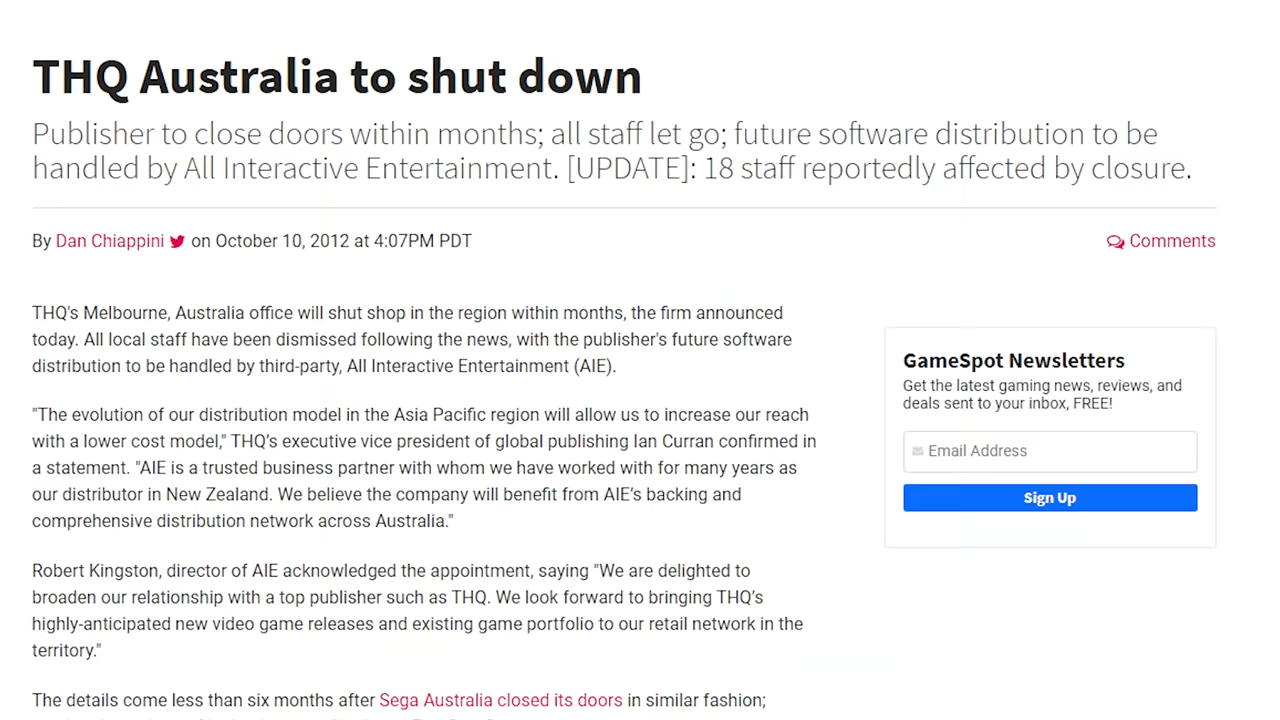 THQ Australia to shut down
Publisher to close doors within months; all staff let go; future software distribution to be
handled by All Interactive Entertainment. [UPDATE]: 18 staff reportedly affected by closure.
By Dan Chiappini on October 10, 2012 at 4:07PM PDT
Comments
THQ's Melbourne, Australia office will shut shop in the region within months, the firm announced
today. All local staff have been dismissed following the news, with the publisher's future software
distribution to be handled by third-party, All Interactive Entertainment (AIE).
"The evolution of our distribution model in the Asia Pacific region will allow us to increase our reach
with a lower cost model," THQ’s executive vice president of global publishing Ian Curran confirmed in
a statement. "AIE is a trusted business partner with whom we have worked with for many years as
our distributor in New Zealand. We believe the company will benefit from AIE’s backing and
comprehensive distribution network across Australia."
Robert Kingston, director of AIE acknowledged the appointment, saying "We are delighted to
broaden our relationship with a top publisher such as THQ. We look forward to bringing THQ’s
highly-anticipated new video game releases and existing game portfolio to our retail network in the
territory."
The details come less than six months after Sega Australia closed its doors in similar fashion;
GameSpot Newsletters
Get the latest gaming news, reviews, and
deals sent to your inbox, FREE!
Email Address
Sign Up